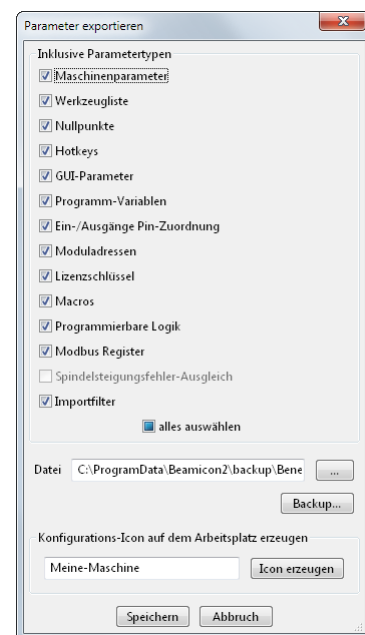 Parameter exportieren
Inklusive Parametertypen
Maschinenparameter
Werkzeugliste
Nullpunkte
Hotkeys
GUI-Parameter
Programm-Variablen
Ein-/Ausgänge Pin-Zuordnung
Moduladressen
Lizenzschlüssel
Macros
Programmierbare Logik
Modbus Register
Spindelsteigungsfehler-Ausgleich
Importfilter
alles auswählen
Datei C:\ProgramData\Beamicon2\backup\Bene ...
Backup...
Konfigurations-Icon auf dem Arbeitsplatz erzeugen
Meine-Maschine Icon erzeugen
Speichern Abbruch